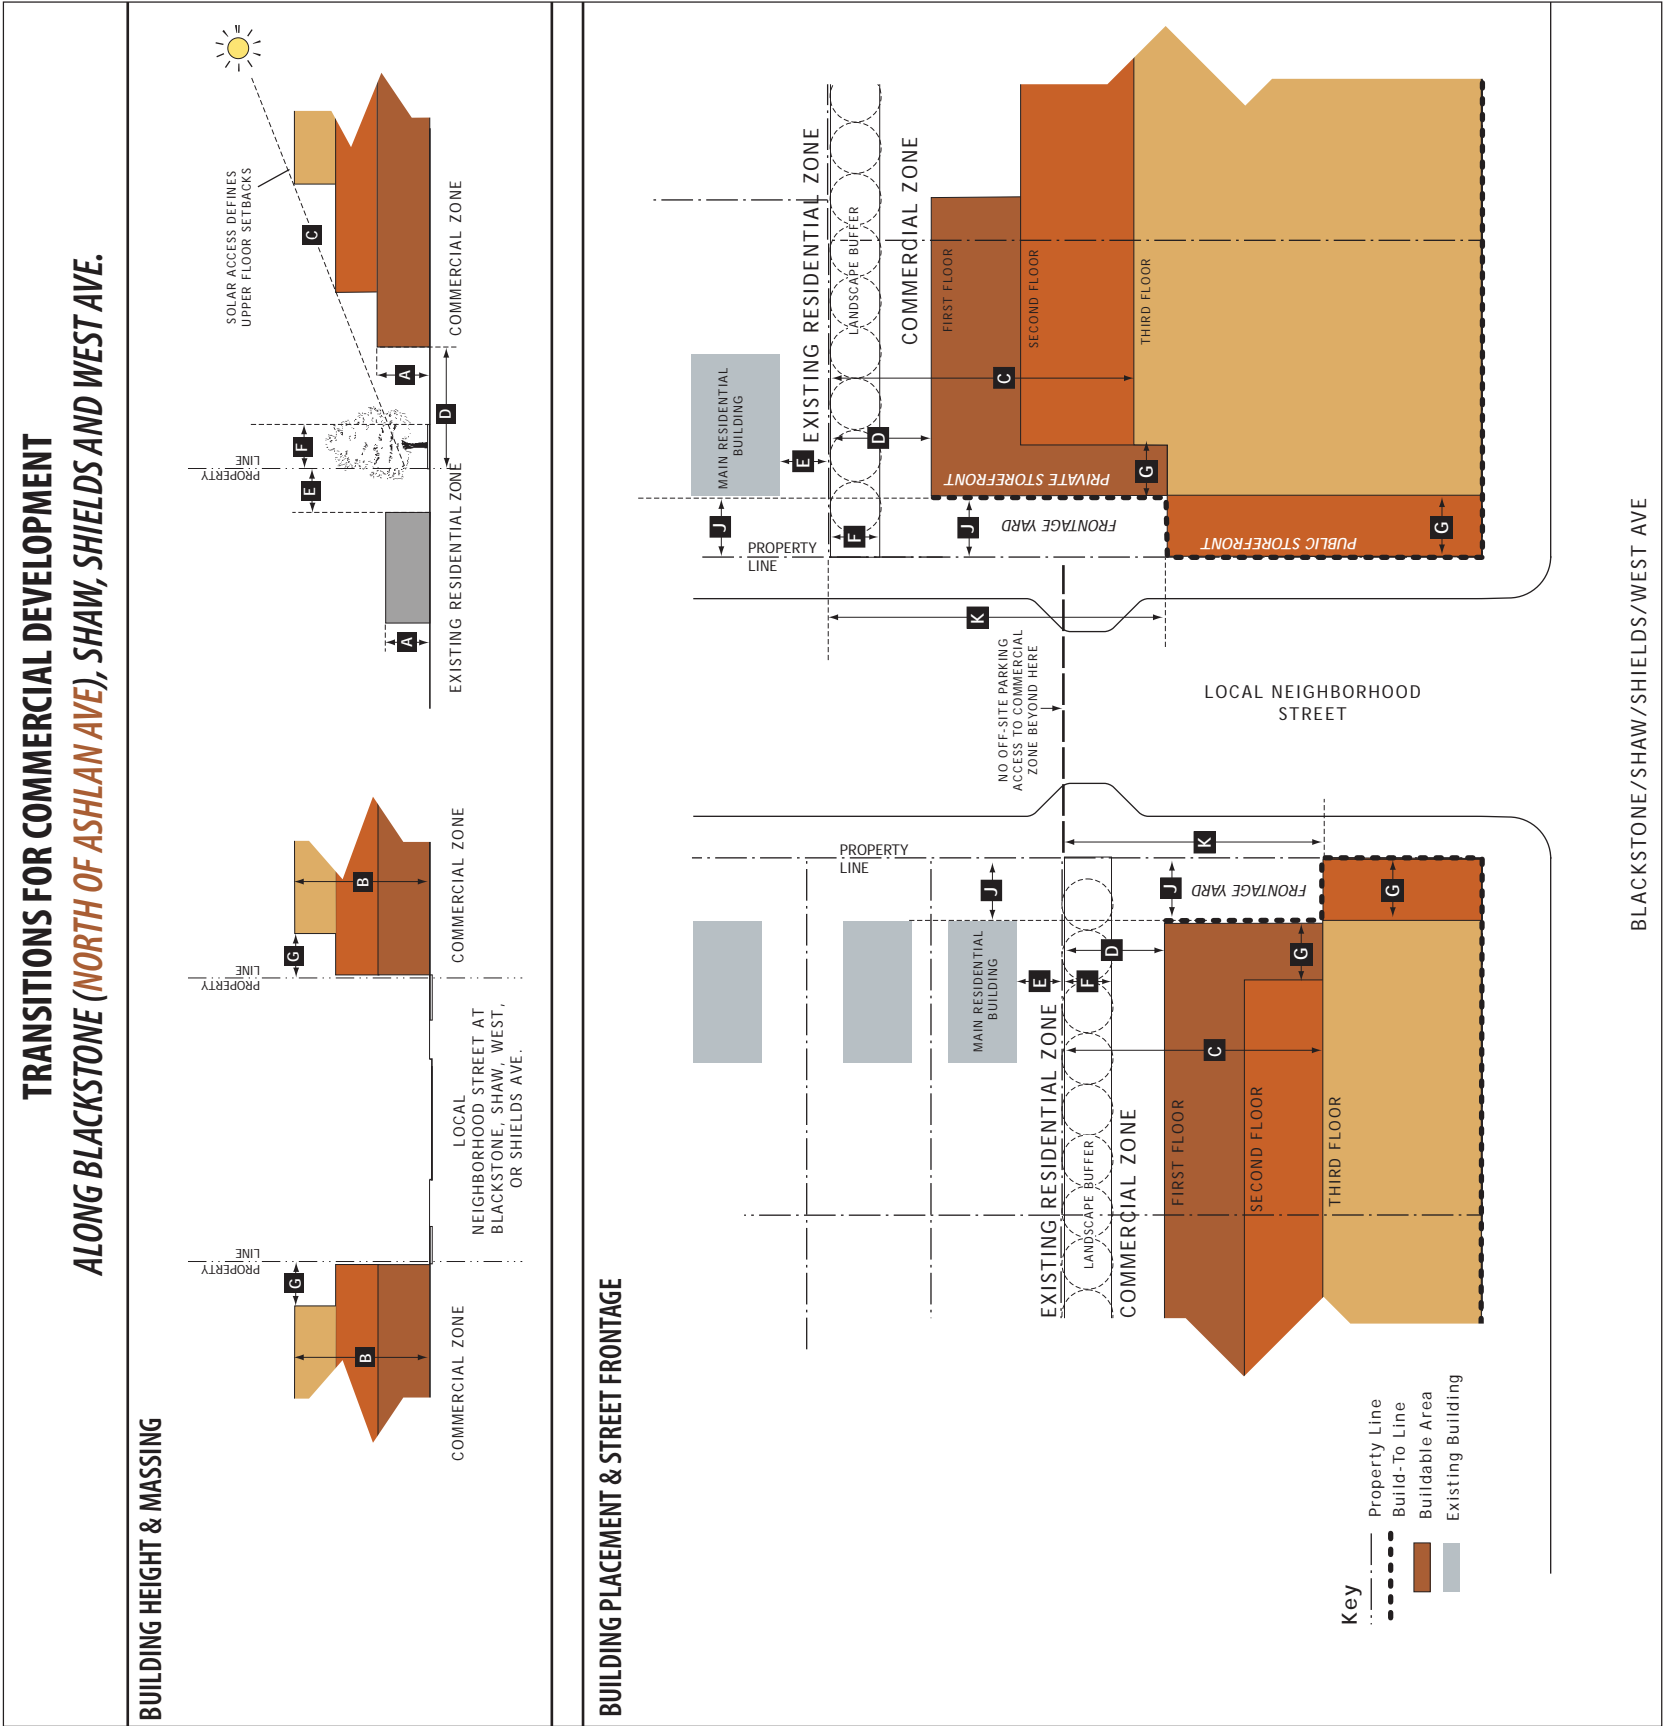 TRANSITIONS FOR COMMERCIAL DEVELOPMENT
ALONG BLACKSTONE (NORTH OF ASHLAN AVE), SHAW, SHIELDS AND WEST AVE.
BUILDING HEIGHT & MASSING
B
G
PROPERTY
LINE
COMMERCIAL ZONE
LOCAL
NEIGHBORHOOD STREET AT
BLACKSTONE, SHAW, WEST,
OR SHIELDS AVE.
PROPERTY
LINE
G
B
COMMERCIAL ZONE
A
E
F
PROPERTY
LINE
EXISTING RESIDENTIAL ZONE
D
A
C
SOLAR ACCESS DEFINES
UPPER FLOOR SETBACKS
COMMERCIAL ZONE
BUILDING PLACEMENT & STREET FRONTAGE
PROPERTY
LINE
J
MAIN RESIDENTIAL
BUILDING
E
F
D
K
EXISTING RESIDENTIAL ZONE
LANDSCAPE BUFFER
COMMERCIAL ZONE
C
J
FRONTAGE YARD
G
G
FIRST FLOOR
SECOND FLOOR
THIRD FLOOR
NO OFF-SITE PARKING
ACCESS TO COMMERCIAL
ZONE BEYOND HERE
LOCAL NEIGHBORHOOD
STREET
J
MAIN RESIDENTIAL
BUILDING
E
PROPERTY
LINE
F
D
K
EXISTING RESIDENTIAL ZONE
LANDSCAPE BUFFER
COMMERCIAL ZONE
J
FRONTAGE YARD
PRIVATE STOREFRONT
C
G
FIRST FLOOR
SECOND FLOOR
THIRD FLOOR
PUBLIC STOREFRONT
G
Key
Property Line
Build-To Line
Buildable Area
Existing Building
BLACKSTONE/SHAW/SHIELDS/WEST AVE